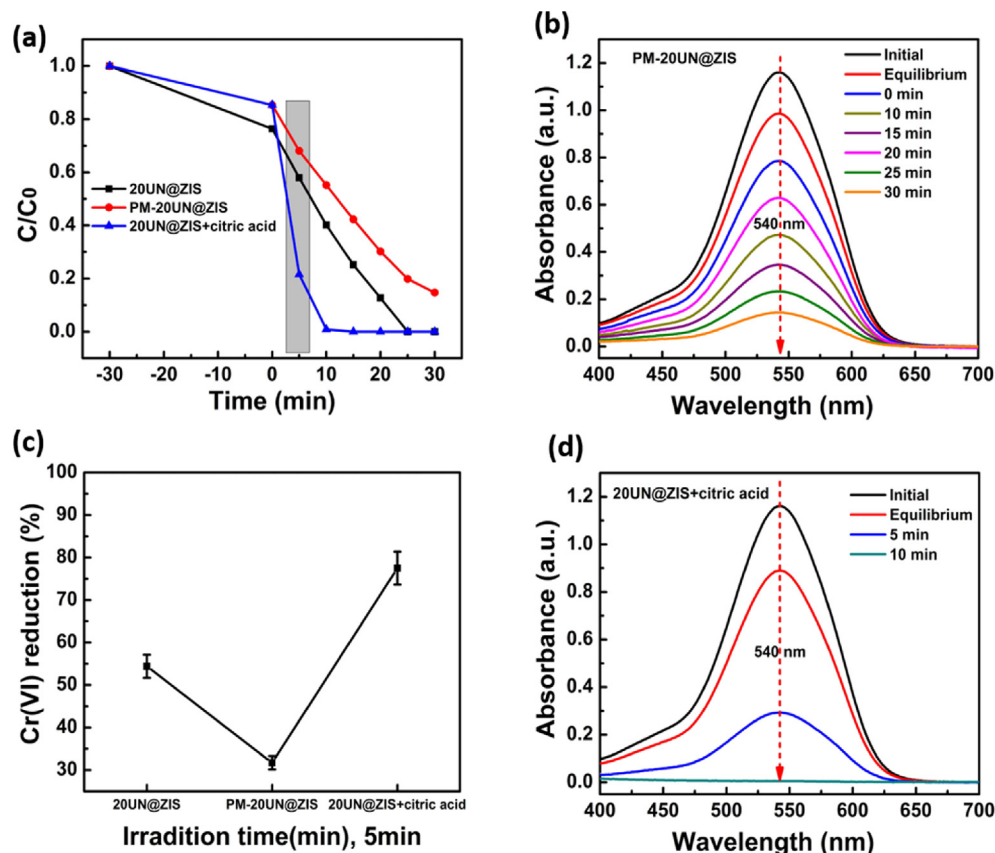 (a)
1.0
0.8
0.6
0.4
0.2
0.0
C/C0
20UN@ZIS
PM-20UN@ZIS
20UN@ZIS+citric acid
-30 -20 -10 0 10 20 30
Time (min)
(b)
PM-20UN@ZIS
1.2
1.0
0.8
0.6
0.4
0.2
0.0
Absorbance (a.u.)
Initial
Equilibrium
0 min
10 min
15 min
20 min
25 min
30 min
540 nm
400 450 500 550 600 650 700
Wavelength (nm)
(c)
100
90
80
70
60
50
40
30
Cr(VI) reduction (%)
20UN@ZIS PM-20UN@ZIS 20UN@ZIS+citric acid
Irradition time(min), 5min
(d)
20UN@ZIS+citric acid
1.2
1.0
0.8
0.6
0.4
0.2
0.0
Absorbance (a.u.)
Initial
Equilibrium
5 min
10 min
540 nm
400 450 500 550 600 650 700
Wavelength (nm)